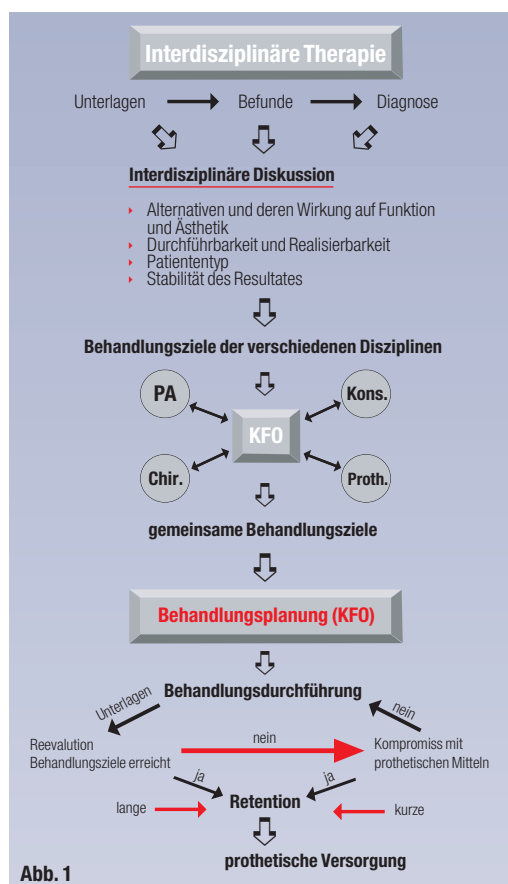 Interdisziplinäre Therapie
Unterlagen Befunde Diagnose
Interdisziplinäre Diskussion
Alternativen und deren Wirkung auf Funktion
und Ästhetik
Durchführbarkeit und Realisierbarkeit
Patiententyp
Stabilität des Resultates
Behandlungsziele der verschiedenen Disziplinen
PA Kons.
KFO
Chir. Proth.
gemeinsame Behandlungsziele
Behandlungsplanung (KFO)
Behandlungsdurchführung
Unterlagen nein
nein
Reevalution
Behandlungsziele erreicht
Kompromiss mit
prothetischen Mitteln
ja ja
Retention
lange kurze
prothetische Versorgung
Abb. 1